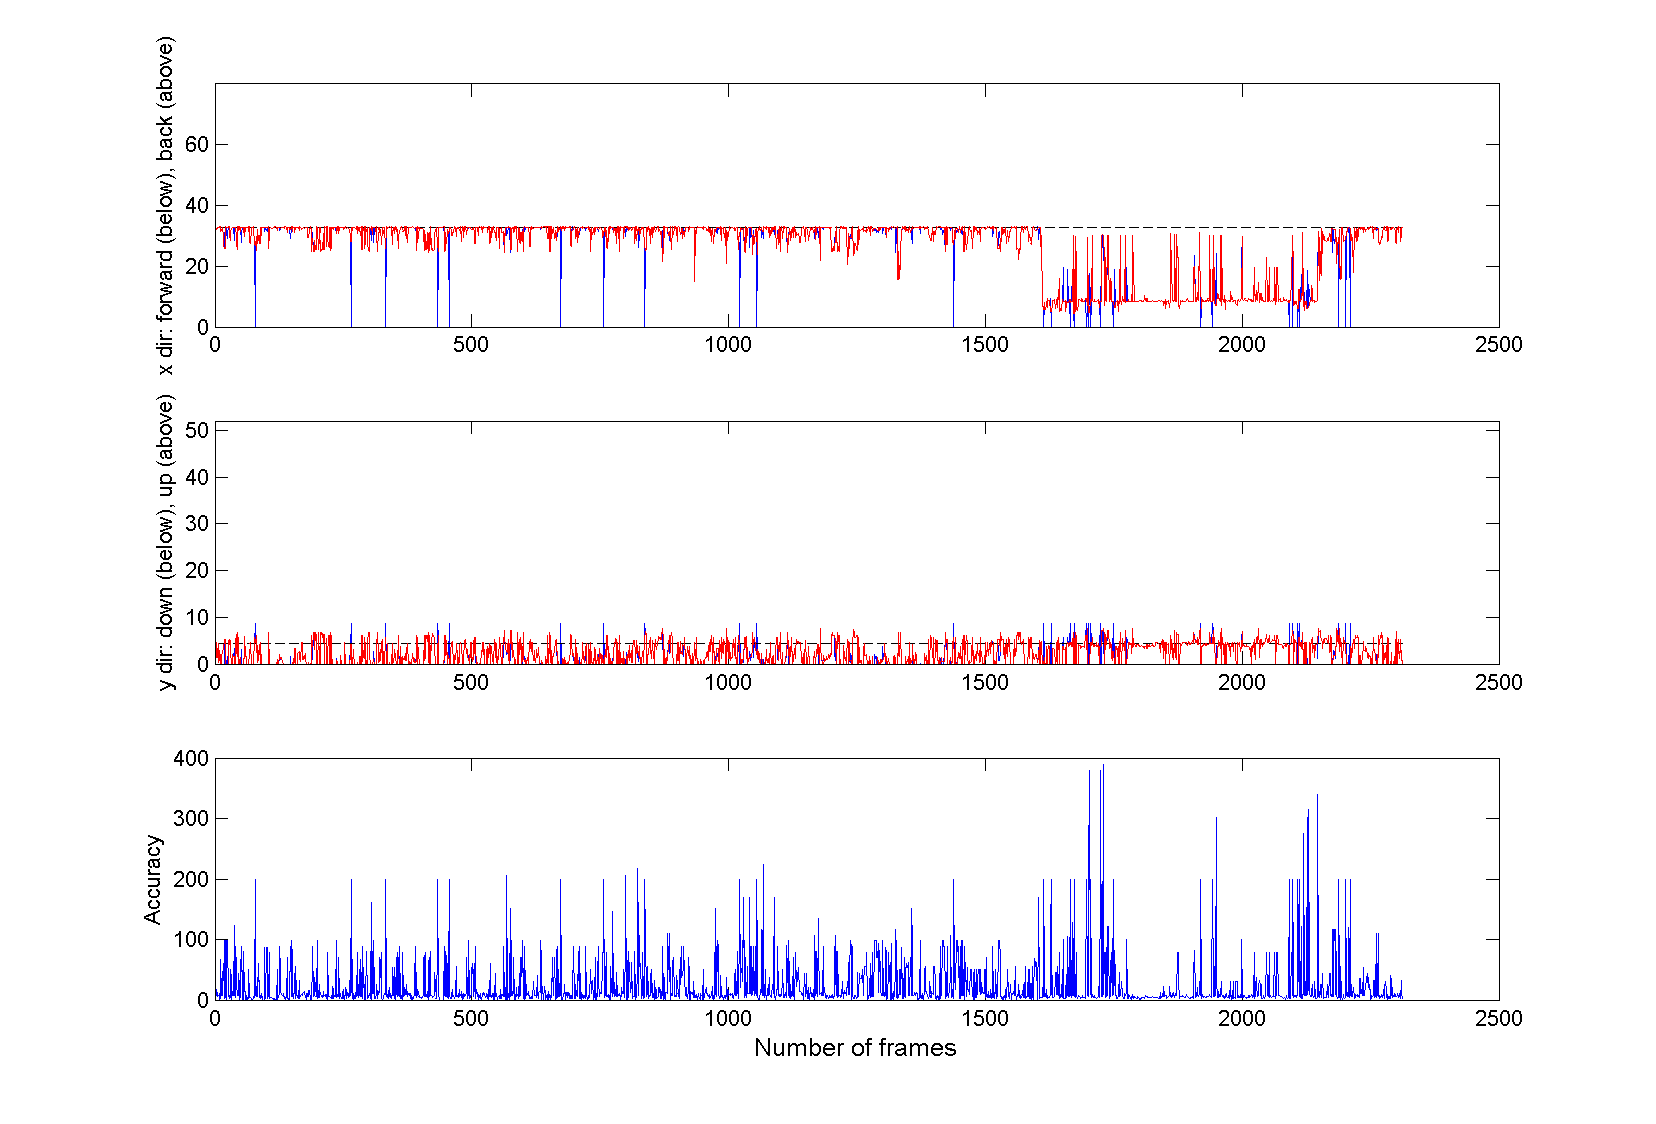 x dir: forward (below), back (above)
60
40
20
0
0 500 1000 1500 2000 2500
y dir: down (below), up (above)
50
40
30
20
10
0
0 500 1000 1500 2000 2500
Accuracy
400
300
200
100
0
0 500 1000 1500 2000 2500
Number of frames